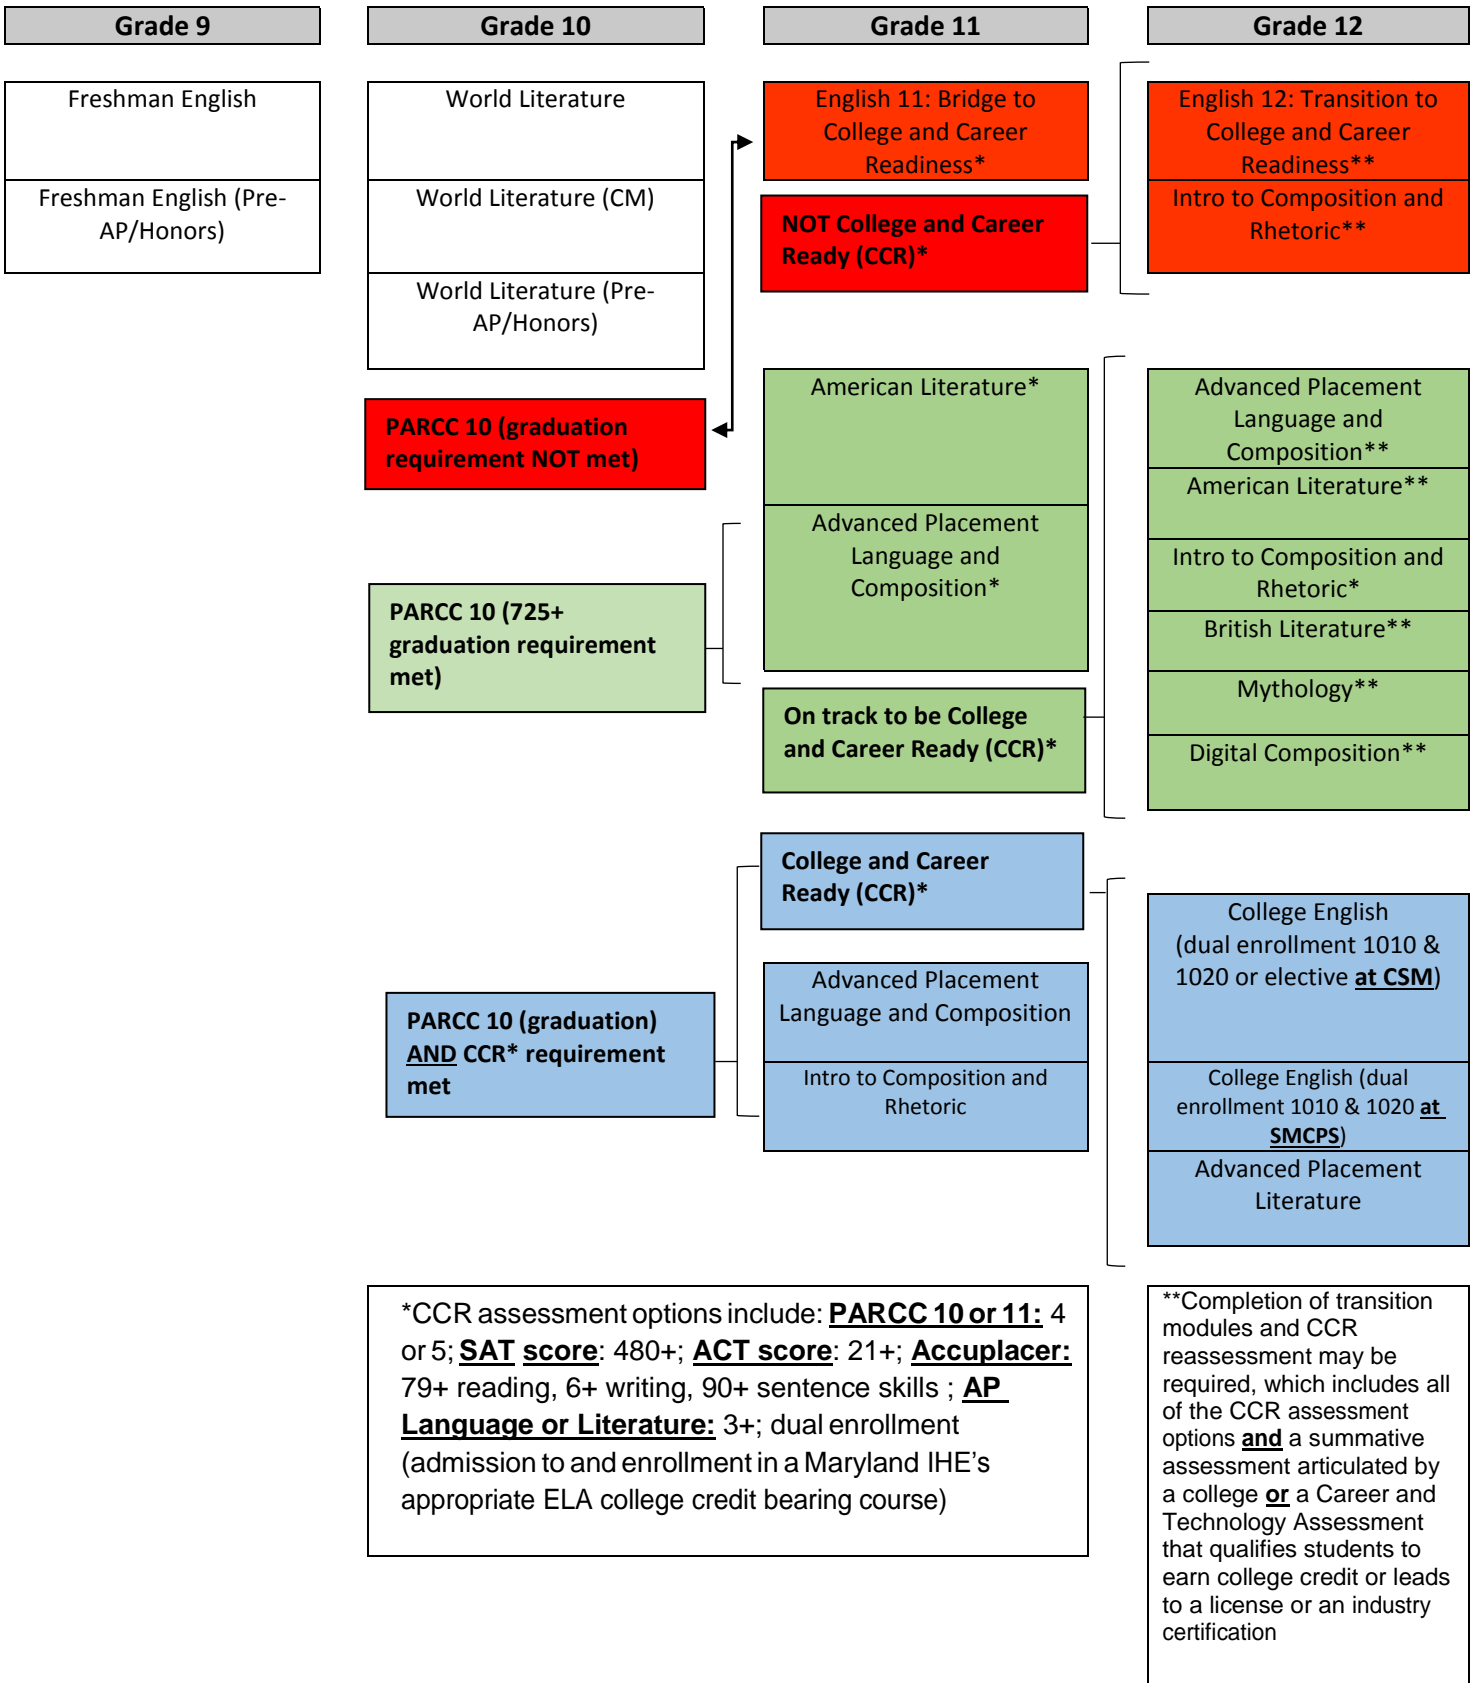 Grade 9
Freshman English
Freshman English (Pre-
AP/Honors)
Grade 10
World Literature
World Literature (CM)
World Literature (Pre-
AP/Honors)
PARCC 10 (graduation
requirement NOT met)
PARCC 10 (725+
graduation requirement
met)
PARCC 10 (graduation)
AND CCR* requirement
met
Grade 11
English 11: Bridge to
College and Career
Readiness*
NOT College and Career
Ready (CCR)*
American Literature*
Advanced Placement
Language and
Composition*
On track to be College
and Career Ready (CCR)*
College and Career
Ready (CCR)*
Advanced Placement
Language and Composition
Intro to Composition and
Rhetoric
Grade 12
English 12: Transition to
College and Career
Readiness**
Intro to Composition and
Rhetoric**
Advanced Placement
Language and
Composition**
American Literature**
Intro to Composition and
Rhetoric*
British Literature**
Mythology**
Digital Composition**
College English
(dual enrollment 1010 &
1020 or elective at CSM)
College English (dual
enrollment 1010 & 1020 at
SMCPS)
Advanced Placement
Literature
*CCR assessment options include: PARCC 10 or 11: 4
or 5; SAT score: 480+; ACT score: 21+; Accuplacer:
79+ reading, 6+ writing, 90+ sentence skills ; AP
Language or Literature: 3+; dual enrollment
(admission to and enrollment in a Maryland IHE's
appropriate ELA college credit bearing course)
**Completion of transition
modules and CCR
reassessment may be
required, which includes all
of the CCR assessment
options and a summative
assessment articulated by
a college or a Career and
Technology Assessment
that qualifies students to
earn college credit or leads
to a license or an industry
certification